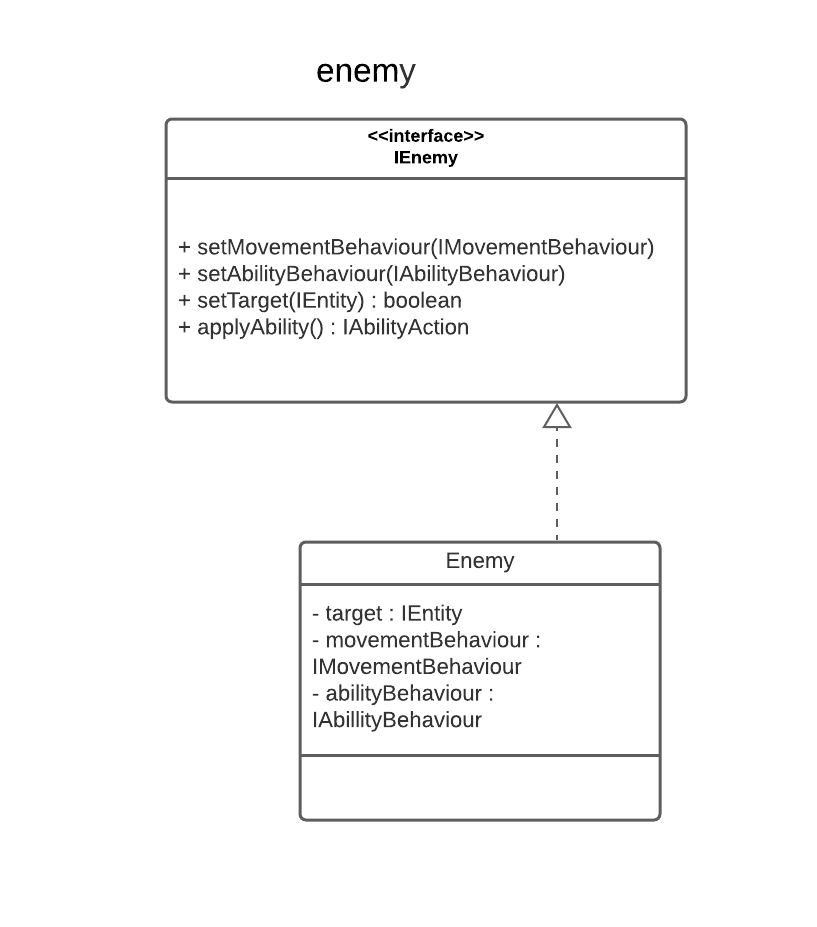 enemy
<<interface>>
IEnemy
+ setMovementBehaviour(IMovementBehaviour)
+ setAbilityBehaviour(IAbilityBehaviour)
+ setTarget(IEntity) : boolean
+ applyAbility() : IAbilityAction
Enemy
- target : IEntity
- movementBehaviour :
IMovementBehaviour
- abilityBehaviour :
IAbillityBehaviour